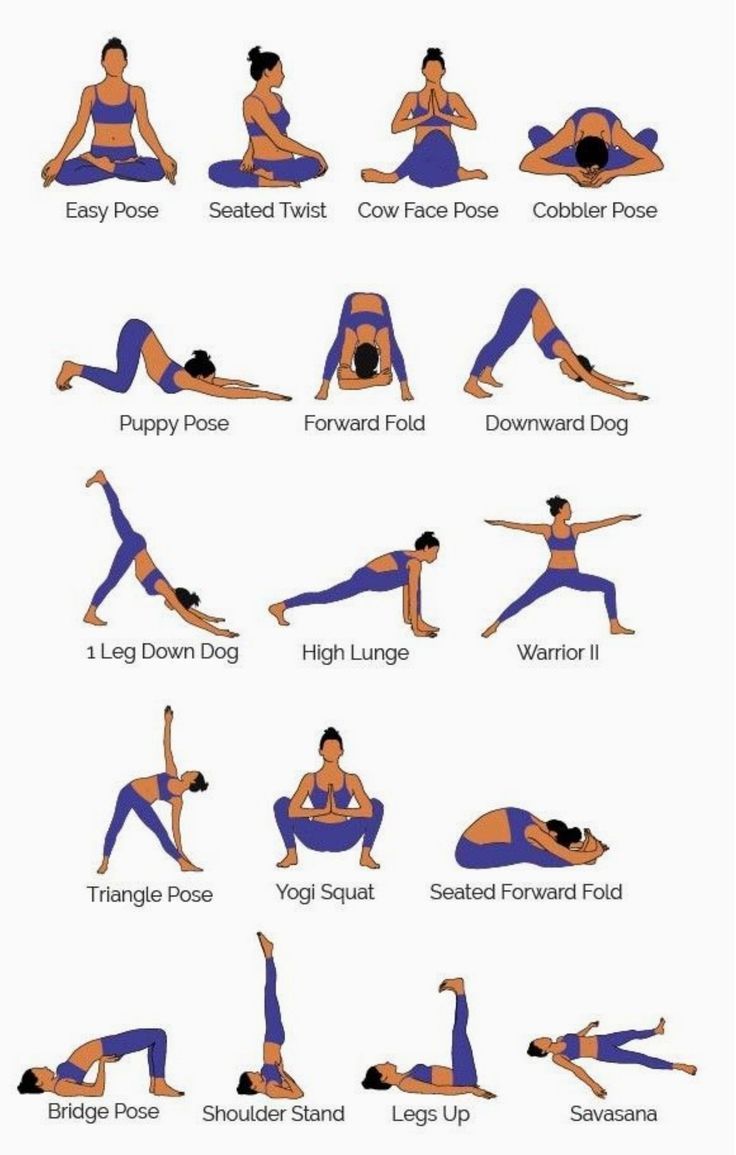 Easy Pose
Seated Twist
Cow Face Pose
Cobbler Pose
Puppy Pose
Forward Fold
Downward Dog
1 Leg Down Dog
High Lunge
Warrior II
Triangle Pose
Yogi Squat
Seated Forward Fold
Bridge Pose
Shoulder Stand
Legs Up
Savasana